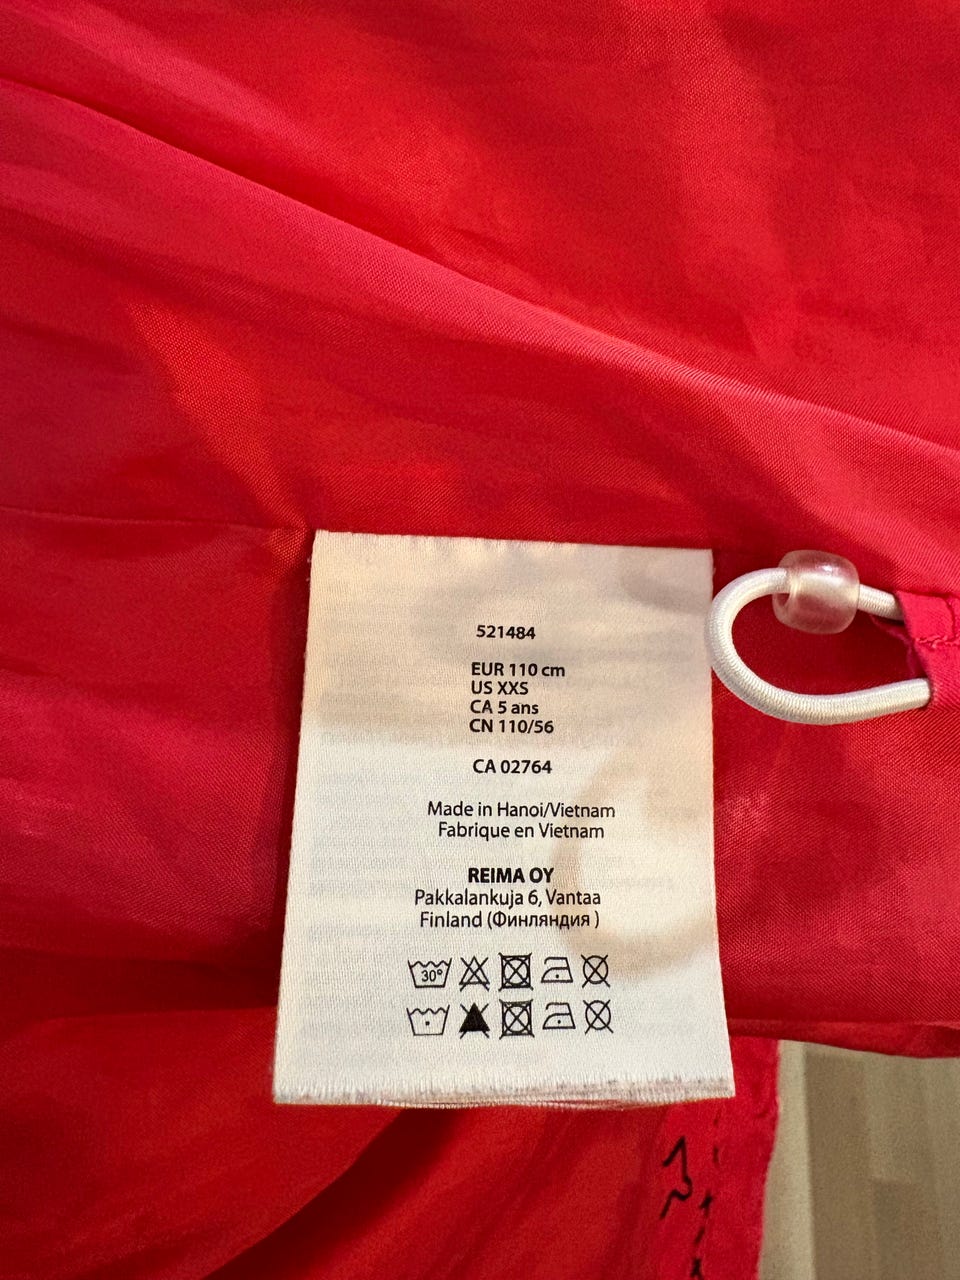 521484
EUR 110 cm
US XXS
CA 5 ans
CN 110/56
CA 02764
Made in Hanoi/Vietnam
Fabrique en Vietnam
REIMA OY
Pakkalankuja 6, Vantaa
Finland (Финляндия )
30°